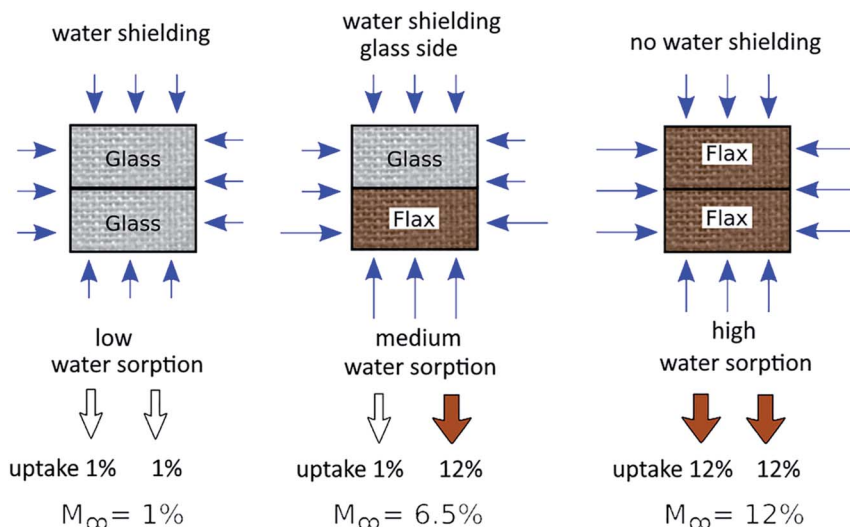 water shielding
Glass
Glass
low
water sorption
uptake 1% 1%
M∞= 1%
water shielding
glass side
Glass
Flax
medium
water sorption
uptake 1% 12%
M∞= 6.5%
no water shielding
Flax
Flax
high
water sorption
uptake 12% 12%
M∞= 12%